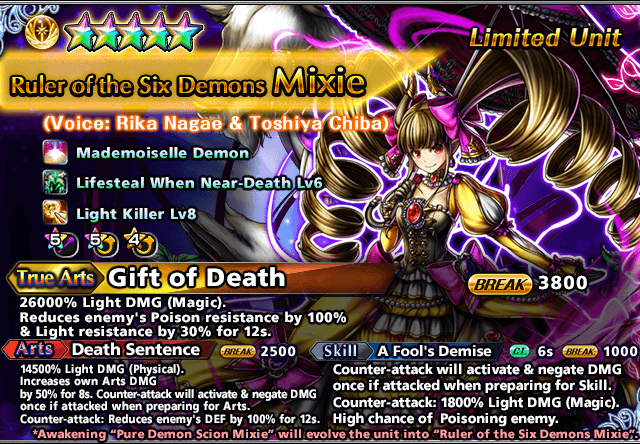 Limited Unit
Ruler of the Six Demons Mixie
(Voice: Rika Nagae & Toshiya Chiba)
Mademoiselle Demon
Lifesteal When Near-Death Lv6
Light Killer Lv8
5 5 4
True Arts Gift of Death BREAK 3800
26000% Light DMG (Magic).
Reduces enemy's Poison resistance by 100%
& Light resistance by 30% for 12s.
Arts Death Sentence BREAK 2500
14500% Light DMG (Physical).
Increases own Arts DMG
by 50% for 8s. Counter-attack will activate & negate DMG
once if attacked when preparing for Arts.
Counter-attack: Reduces enemy's DEF by 100% for 12s.
Skill A Fool's Demise CT 6s BREAK 1000
Counter-attack will activate & negate DMG
once if attacked when preparing for Skill.
Counter-attack: 1800% Light DMG (Magic).
High chance of Poisoning enemy.
*Awakening "Pure Demon Scion Mixie" will evolve the unit into "Ruler of the Six Demons Mixie"